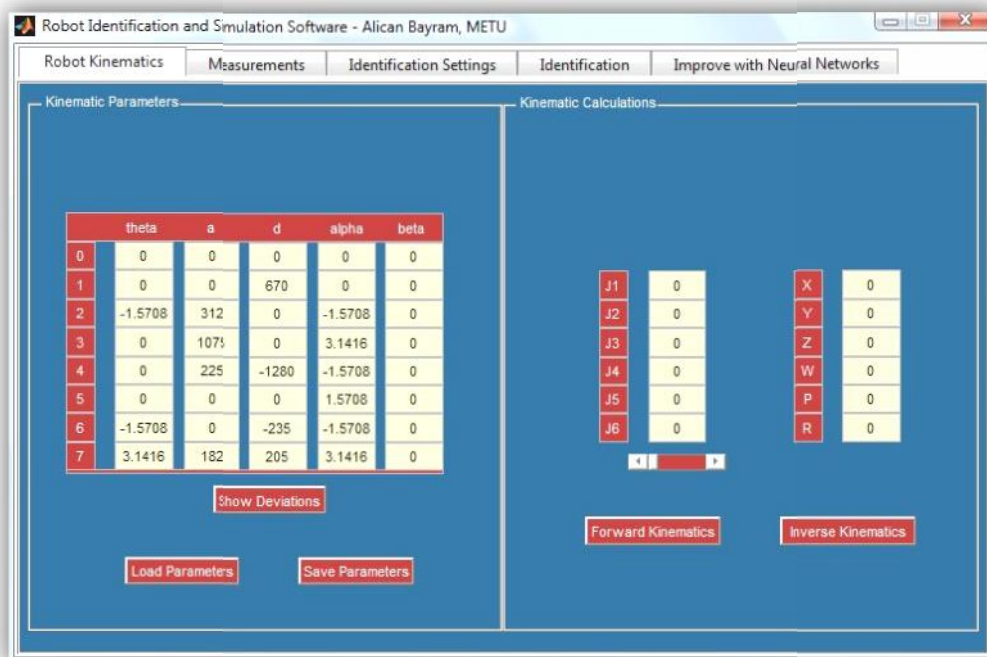 Robot Identification and Simulation Software - Alican Bayram, METU
Robot Kinematics Measurements Identification Settings Identification Improve with Neural Networks
Kinematic Parameters
theta a d alpha beta
0 0 0 0 0 0
1 0 0 670 0 0
2 -1.5708 312 0 -1.5708 0
3 0 1075 0 3.1416 0
4 0 225 -1280 -1.5708 0
5 0 0 0 1.5708 0
6 -1.5708 0 -235 -1.5708 0
7 3.1416 182 205 3.1416 0
Show Deviations
Load Parameters Save Parameters
Kinematic Calculations
J1 0 X 0
J2 0 Y 0
J3 0 Z 0
J4 0 W 0
J5 0 P 0
J6 0 R 0
Forward Kinematics Inverse Kinematics